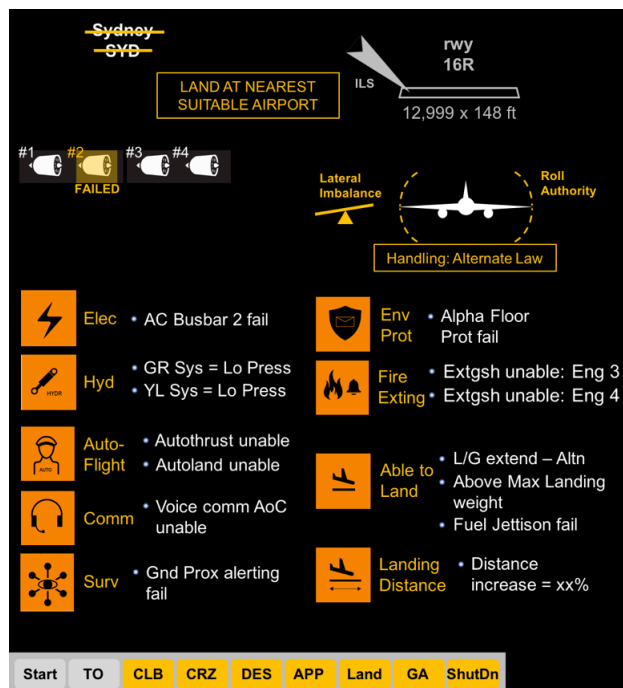 Sydney
SYD
LAND AT NEAREST
SUITABLE AIRPORT
ILS
rwy
16R
12,999 x 148 ft
#1
#2
#3
#4
FAILED
Lateral
Imbalance
Roll
Authority
Handling: Alternate Law
Elec
• AC Busbar 2 fail
HYDR
Hyd
• GR Sys = Lo Press
• YL Sys = Lo Press
AUTO
Auto-
Flight
• Autothrust unable
• Autoland unable
Comm
• Voice comm AoC
unable
Surv
• Gnd Prox alerting
fail
Env
Prot
• Alpha Floor
Prot fail
Fire
Exting
• Extgsh unable: Eng 3
• Extgsh unable: Eng 4
Able to
Land
• L/G extend – Altn
• Above Max Landing
weight
• Fuel Jettison fail
Landing
Distance
• Distance
increase = xx%
Start TO CLB CRZ DES APP Land GA ShutDn